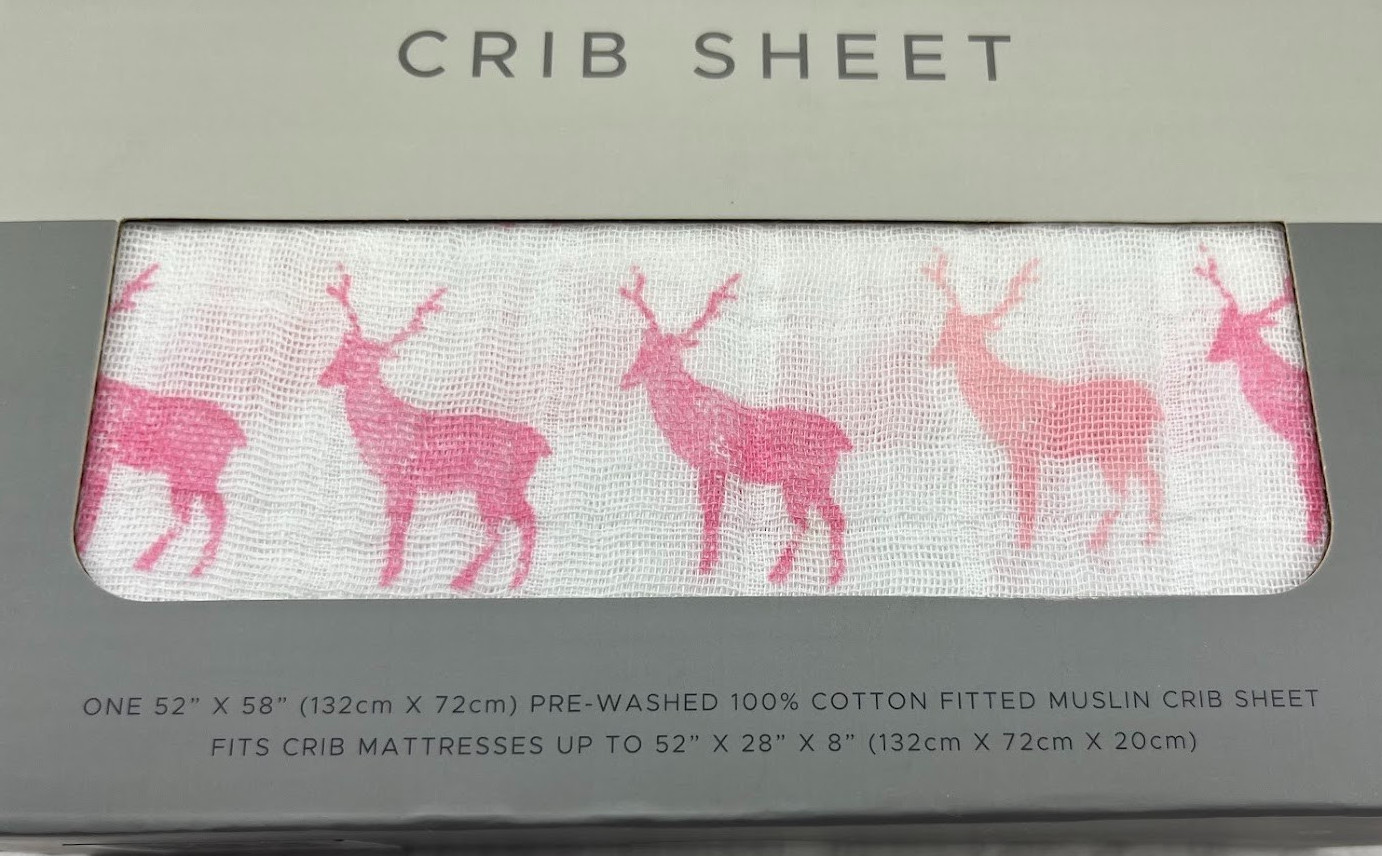 CRIB SHEET
ONE 52” X 58” (132cm X 72cm) PRE-WASHED 100% COTTON FITTED MUSLIN CRIB SHEET
FITS CRIB MATTRESSES UP TO 52” X 28” X 8” (132cm X 72cm X 20cm)